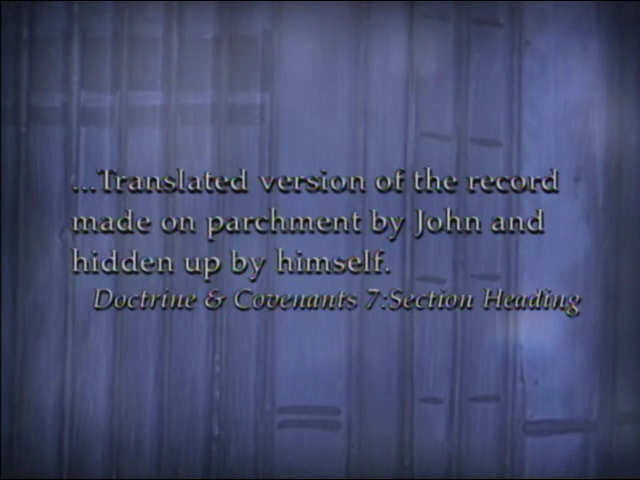 ...Translated version of the record
made on parchment by John and
hidden up by himself.
Doctrine & Covenants 7:Section Heading